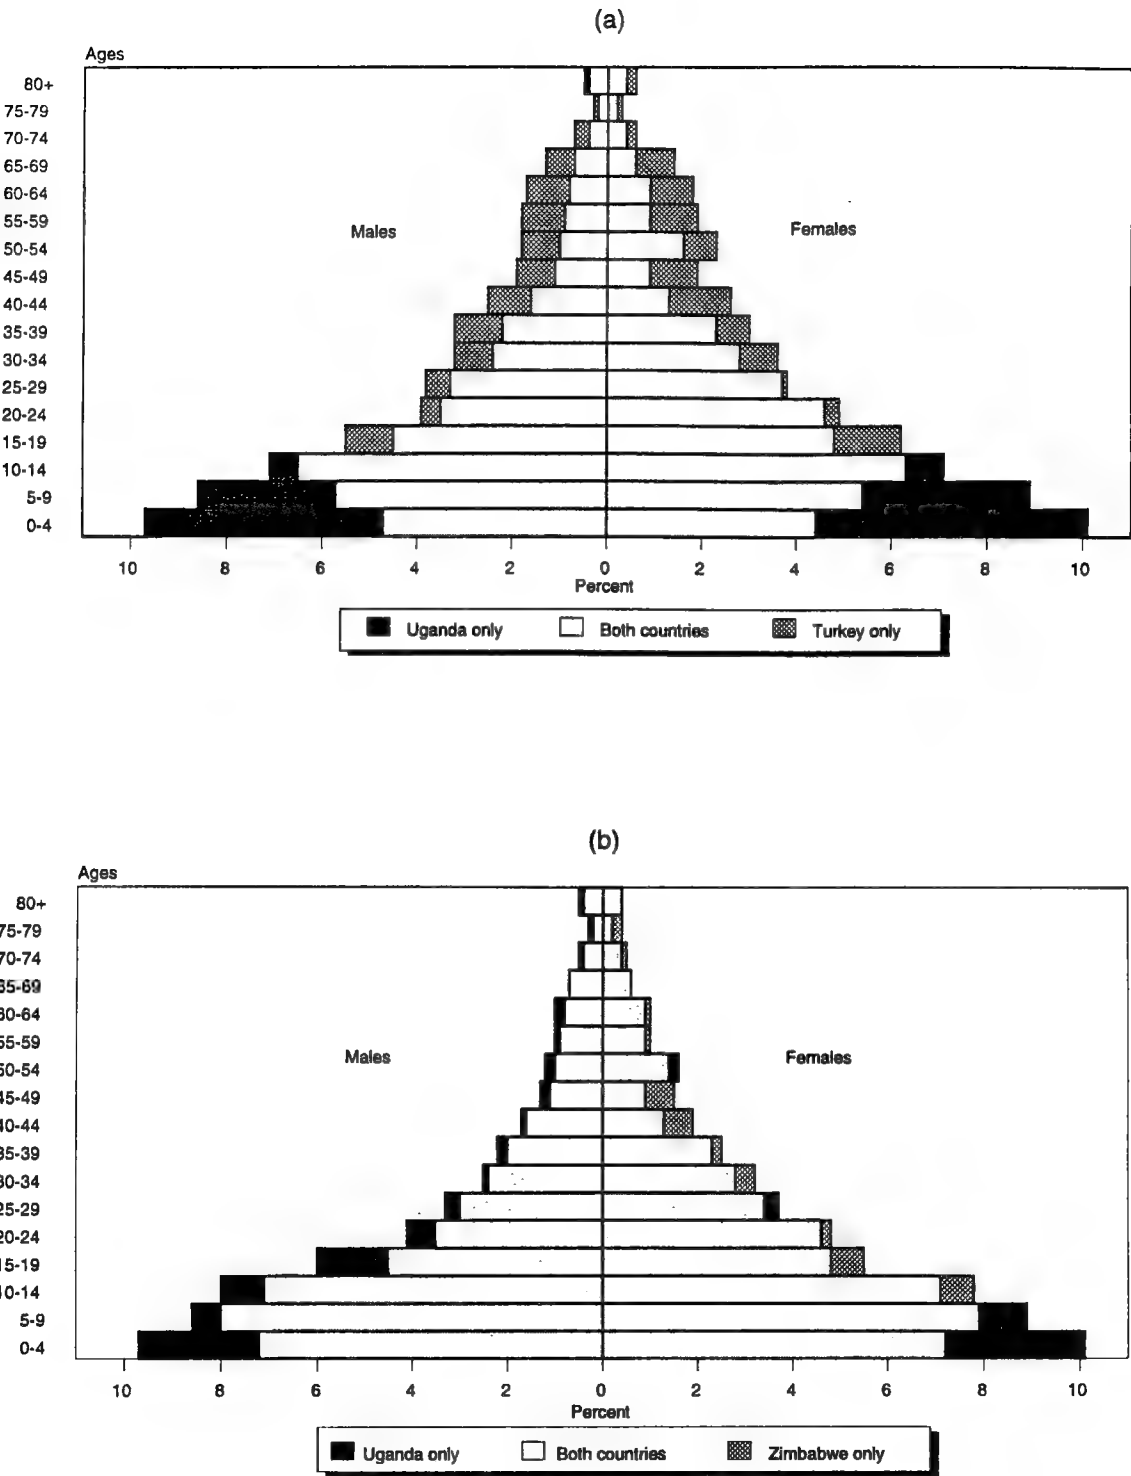 (a)
Ages
80+
75-79
70-74
65-69
60-64
55-59
50-54
45-49
40-44
35-39
30-34
25-29
20-24
15-19
10-14
5-9
0-4
Males
Females
10 8 6 4 2 0 2 4 6 8 10
Percent
Uganda only Both countries Turkey only
(b)
Ages
80+
75-79
70-74
65-69
60-64
55-59
50-54
45-49
40-44
35-39
30-34
25-29
20-24
15-19
10-14
5-9
0-4
Males
Females
10 8 6 4 2 0 2 4 6 8 10
Percent
Uganda only Both countries Zimbabwe only